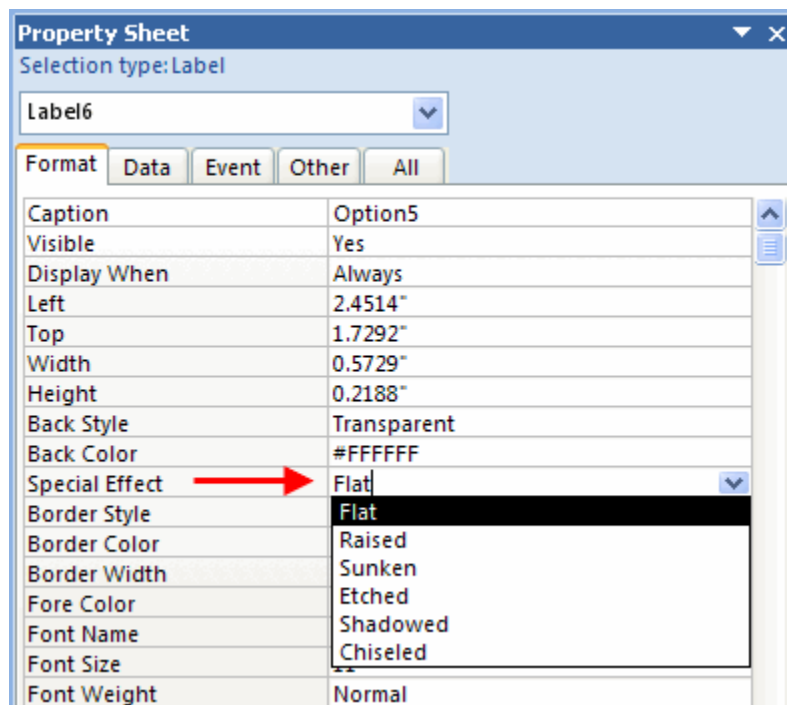 Property Sheet
Selection type: Label
Label6
Format Data Event Other All
Caption Option5
Visible Yes
Display When Always
Left 2.4514"
Top 1.7292"
Width 0.5729"
Height 0.2188"
Back Style Transparent
Back Color #FFFFFF
Special Effect Flat
Border Style Flat
Border Color Raised
Border Width Sunken
Fore Color Etched
Font Name Shadowed
Font Size Chiseled
Font Weight Normal